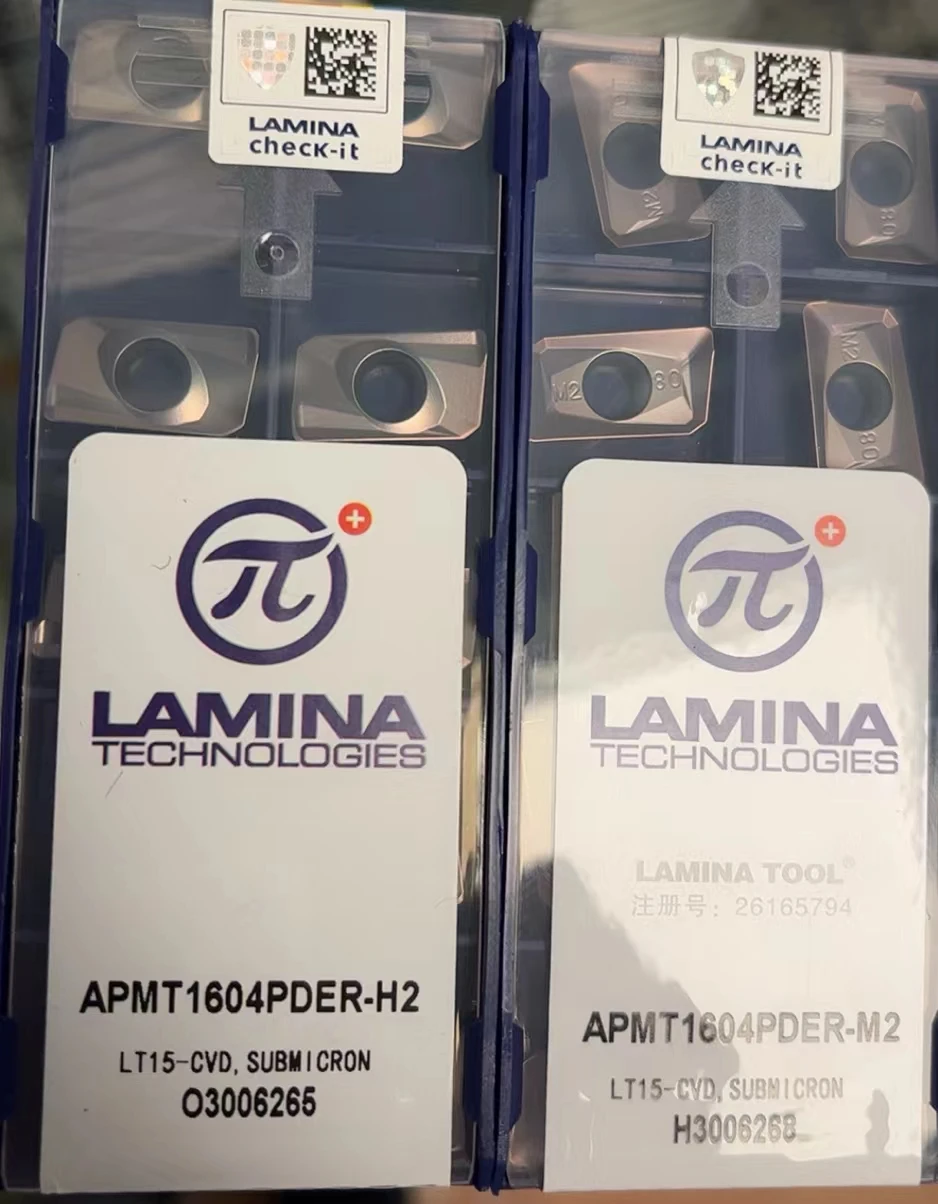 LAMINA
checK-it
LAMINA
checK-it
M2
80
M2
80
M2
80
π
LAMINA
TECHNOLOGIES
APMT1604PDER-H2
LT15-CVD, SUBMICRON
O3006265
π
LAMINA
TECHNOLOGIES
LAMINA TOOL®
注册号：26165794
APMT1604PDER-M2
LT15-CVD, SUBMICRON
H3006268